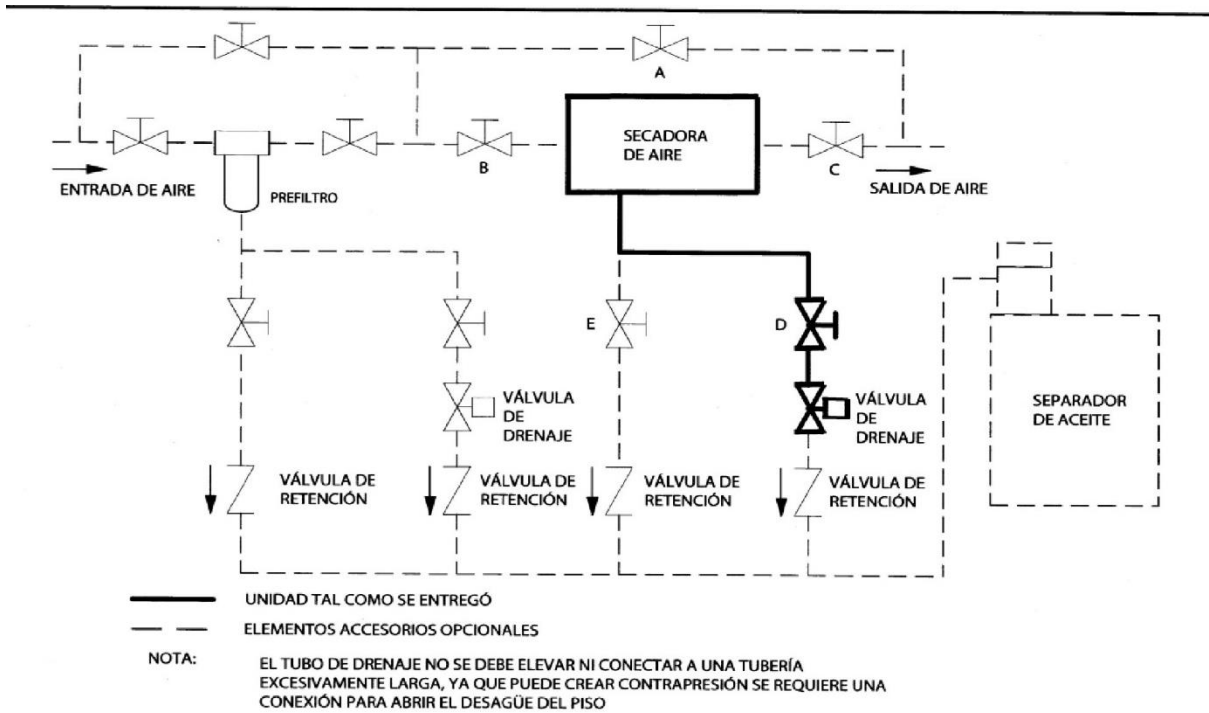 A
SECADORA
DE AIRE
B
C
ENTRADA DE AIRE
PREFILTRO
SALIDA DE AIRE
E
D
VÁLVULA
DE
DRENAJE
VÁLVULA
DE
DRENAJE
SEPARADOR
DE ACEITE
VÁLVULA DE
RETENCIÓN
VÁLVULA DE
RETENCIÓN
VÁLVULA DE
RETENCIÓN
VÁLVULA DE
RETENCIÓN
UNIDAD TAL COMO SE ENTREGÓ
ELEMENTOS ACCESORIOS OPCIONALES
NOTA:
EL TUBO DE DRENAJE NO SE DEBE ELEVAR NI CONECTAR A UNA TUBERÍA
EXCESIVAMENTE LARGA, YA QUE PUEDE CREAR CONTRAPRESIÓN SE REQUIERE UNA
CONEXIÓN PARA ABRIR EL DESAGÜE DEL PISO